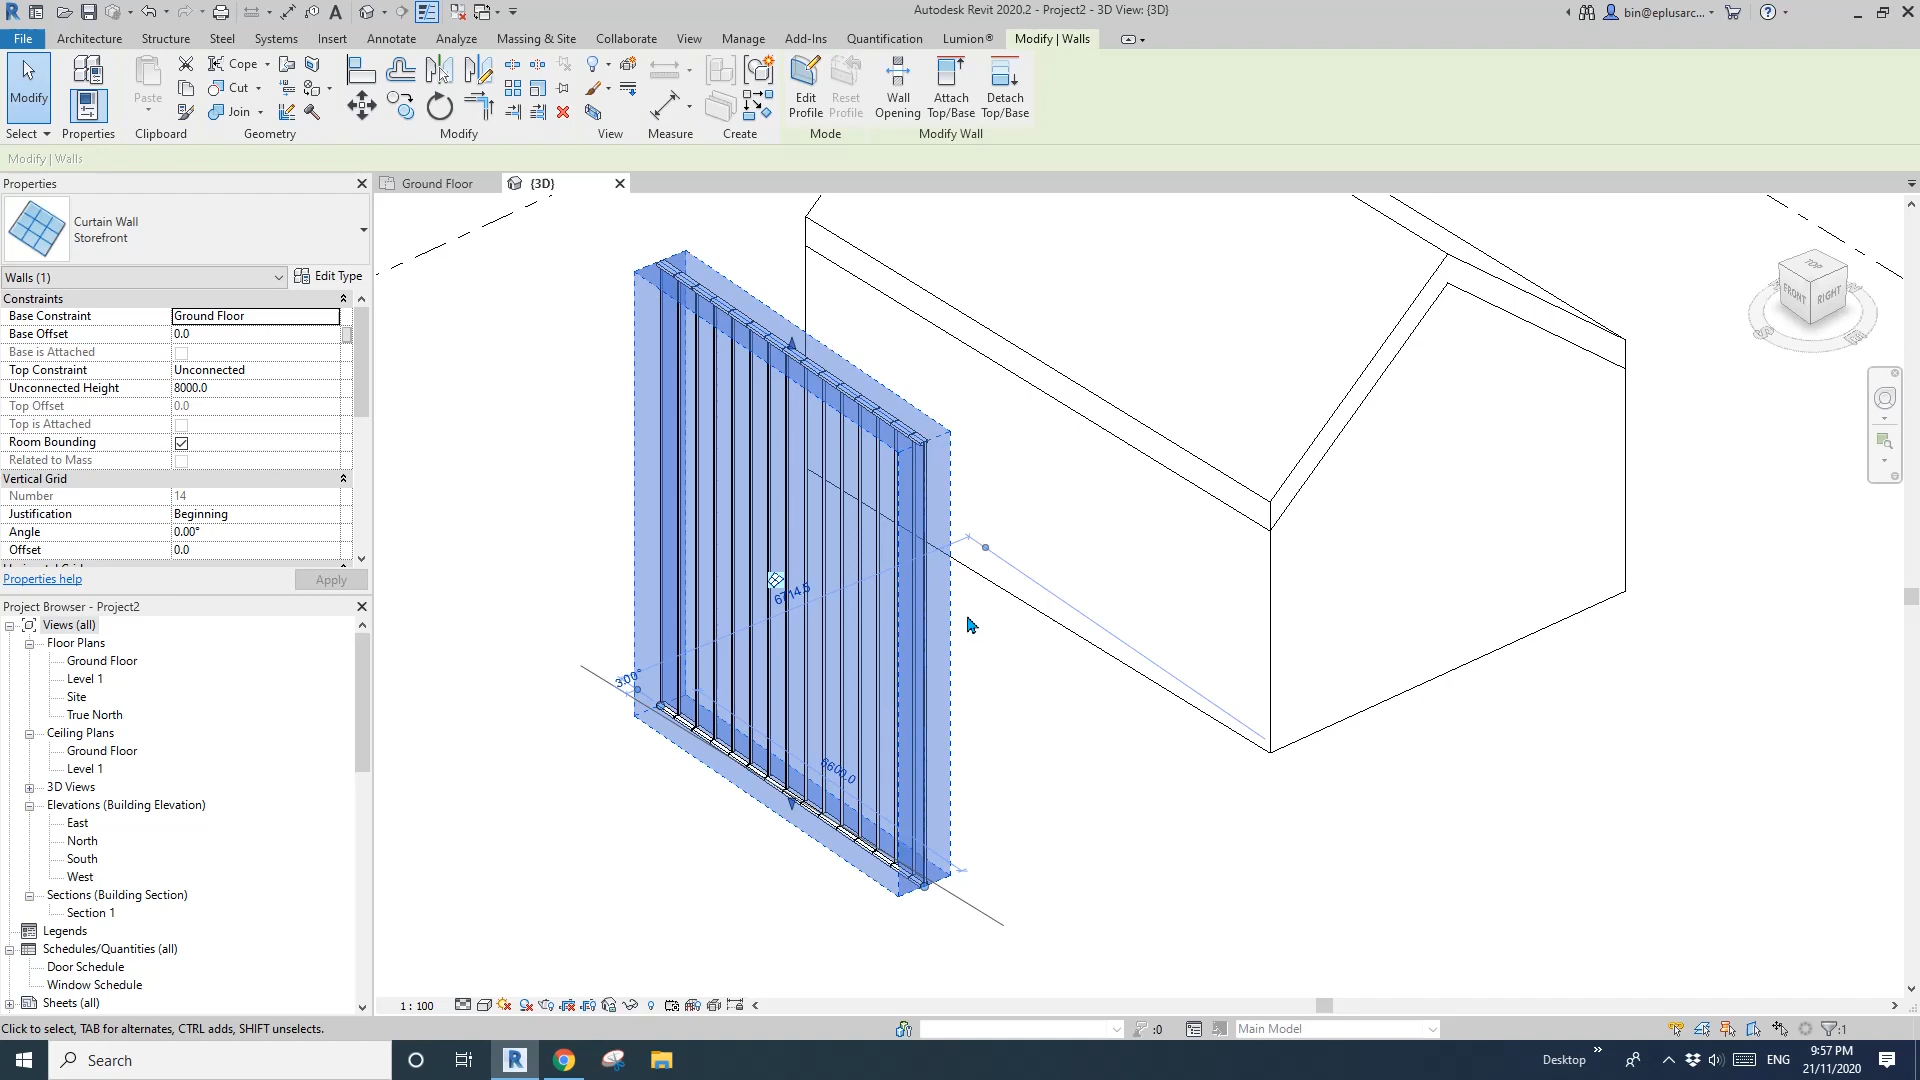 Autodesk Revit 2020.2 - Project2 - 3D View: {3D}
bin@eplusarc...
File
Architecture
Structure
Steel
Systems
Insert
Annotate
Analyze
Massing & Site
Collaborate
View
Manage
Add-Ins
Quantification
Lumion®
Modify | Walls
Modify
Paste
Cope
Cut
Join
Edit
Profile
Reset
Profile
Wall
Opening
Attach
Top/Base
Detach
Top/Base
Select
Properties
Clipboard
Geometry
Modify
View
Measure
Create
Mode
Modify Wall
Modify | Walls
Properties
Ground Floor
{3D}
Curtain Wall
Storefront
Walls (1)
Edit Type
Constraints
Base Constraint
Ground Floor
Base Offset
0.0
Base is Attached
Top Constraint
Unconnected
Unconnected Height
8000.0
Top Offset
0.0
Top is Attached
Room Bounding
Related to Mass
Vertical Grid
Number
14
Justification
Beginning
Angle
0.00°
Offset
0.0
Properties help
Apply
Project Browser - Project2
Views (all)
Floor Plans
Ground Floor
Level 1
Site
True North
Ceiling Plans
Ground Floor
Level 1
3D Views
Elevations (Building Elevation)
East
North
South
West
Sections (Building Section)
Section 1
Legends
Schedules/Quantities (all)
Door Schedule
Window Schedule
Sheets (all)
TOP
FRONT
RIGHT
6714.5
3.00°
6600.0
1 : 100
Click to select, TAB for alternates, CTRL adds, SHIFT unselects.
:0
Main Model
:1
Search
Desktop
ENG
9:57 PM
21/11/2020